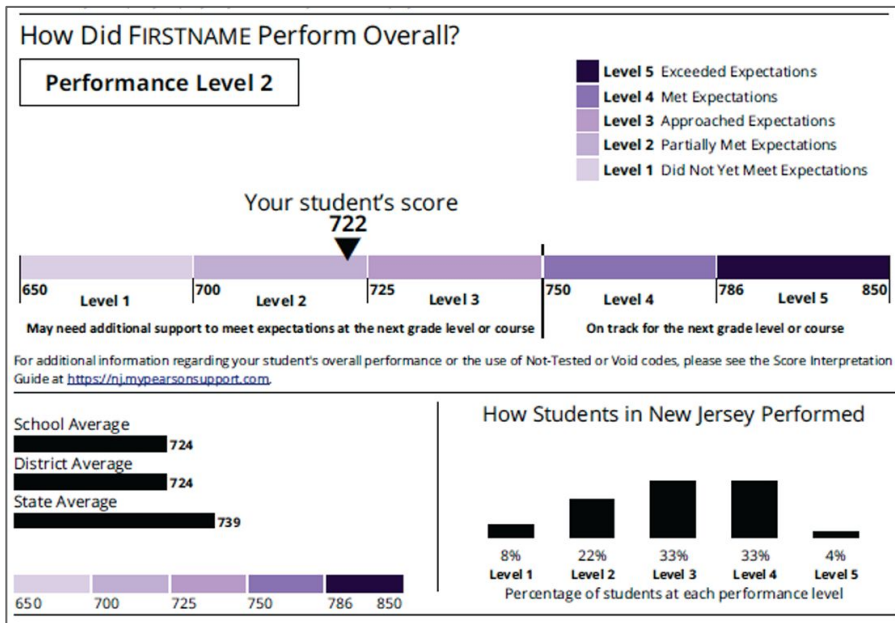 How Did FIRSTNAME Perform Overall?
Performance Level 2
Level 5 Exceeded Expectations
Level 4 Met Expectations
Level 3 Approached Expectations
Level 2 Partially Met Expectations
Level 1 Did Not Yet Meet Expectations
Your student's score
722
650 700 725 750 786 850
Level 1 Level 2 Level 3 Level 4 Level 5
May need additional support to meet expectations at the next grade level or course On track for the next grade level or course
For additional information regarding your student's overall performance or the use of Not-Tested or Void codes, please see the Score Interpretation
Guide at https://nj.mypearsonsupport.com.
School Average
724
District Average
724
State Average
739
650 700 725 750 786 850
How Students in New Jersey Performed
8% 22% 33% 33% 4%
Level 1 Level 2 Level 3 Level 4 Level 5
Percentage of students at each performance level